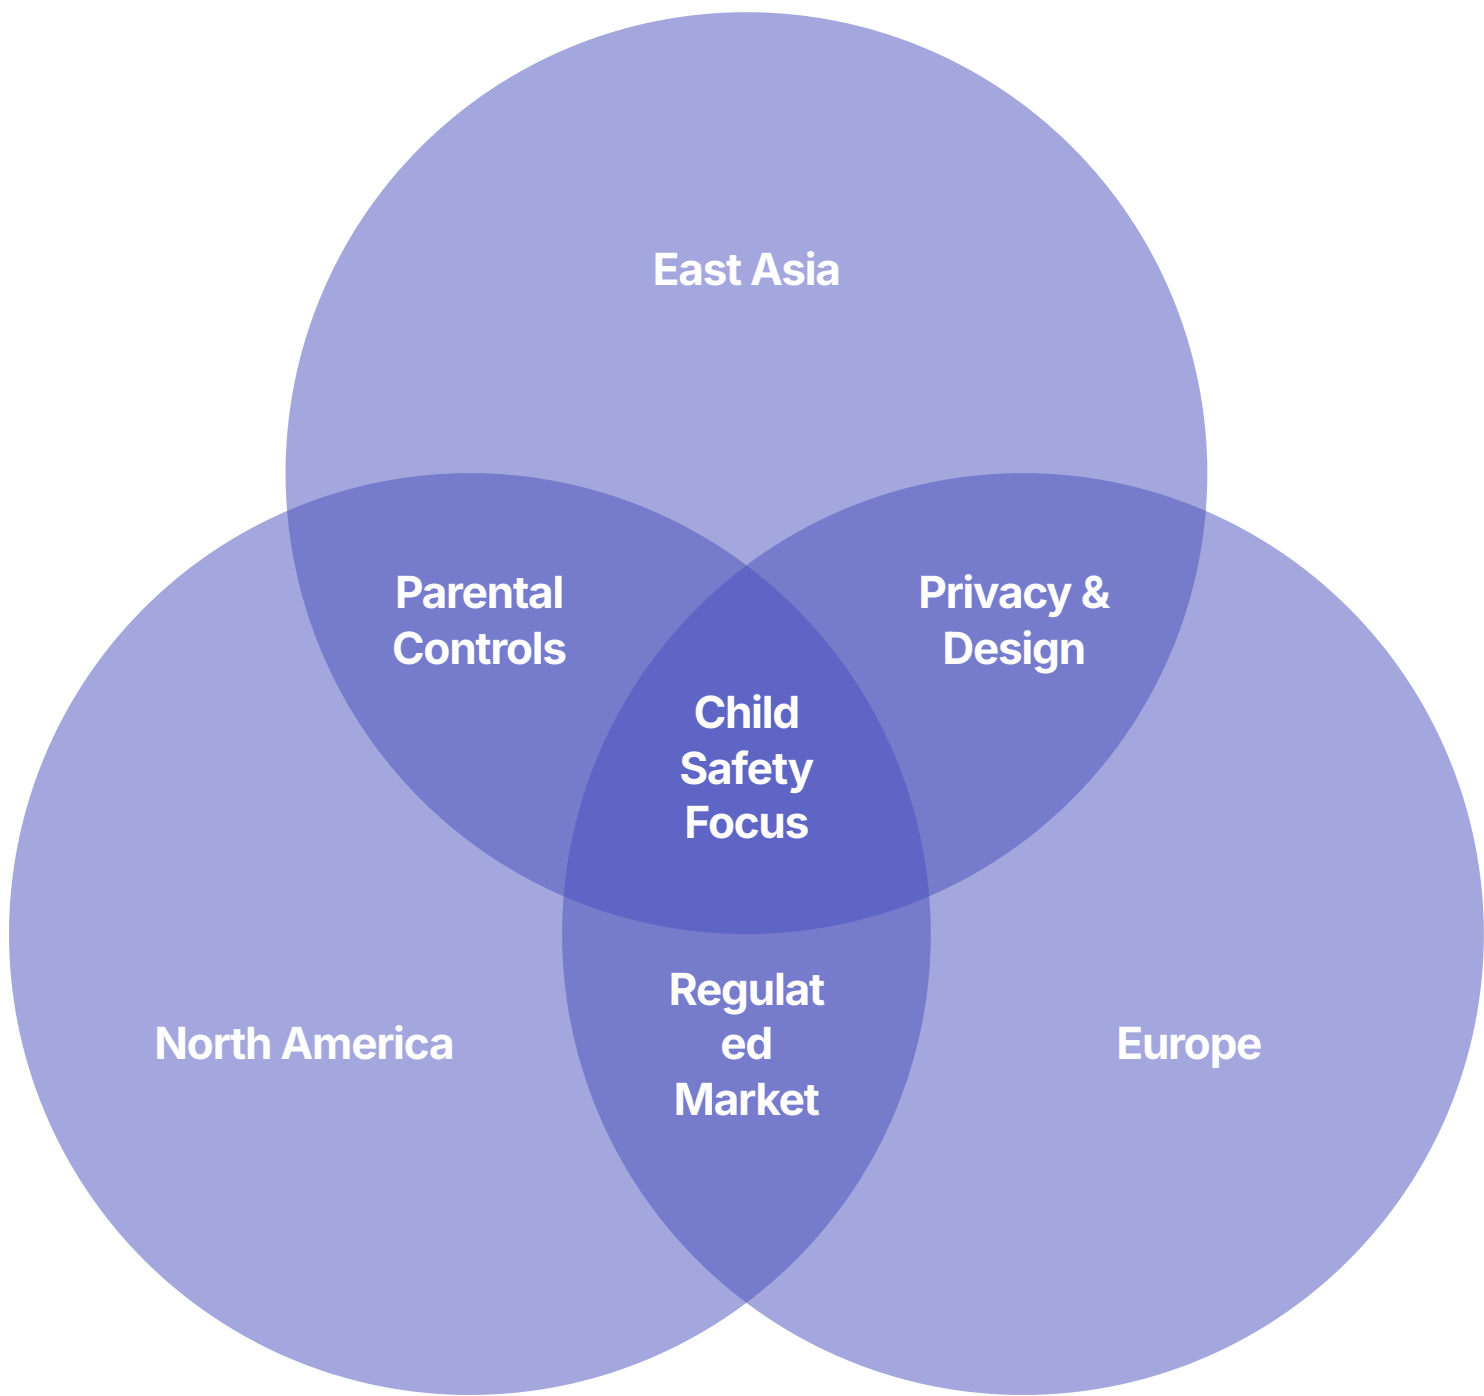 East Asia
Parental
Controls
Privacy &
Design
Child
Safety
Focus
North America
Regulat
ed
Market
Europe